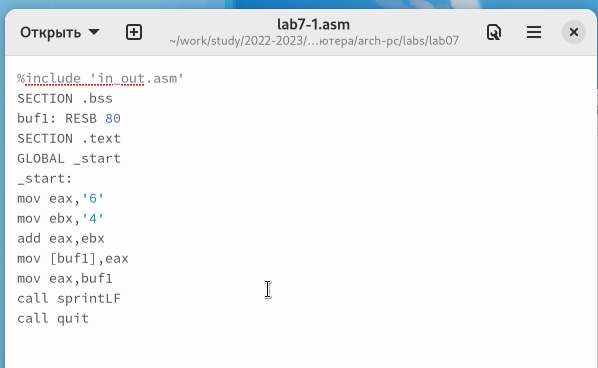 Открыть
lab7-1.asm
~/work/study/2022-2023/…ютера/arch-pc/labs/lab07
%include 'in_out.asm'
SECTION .bss
buf1: RESB 80
SECTION .text
GLOBAL _start
_start:
mov eax,'6'
mov ebx,'4'
add eax,ebx
mov [buf1],eax
mov eax,buf1
call sprintLF
call quit